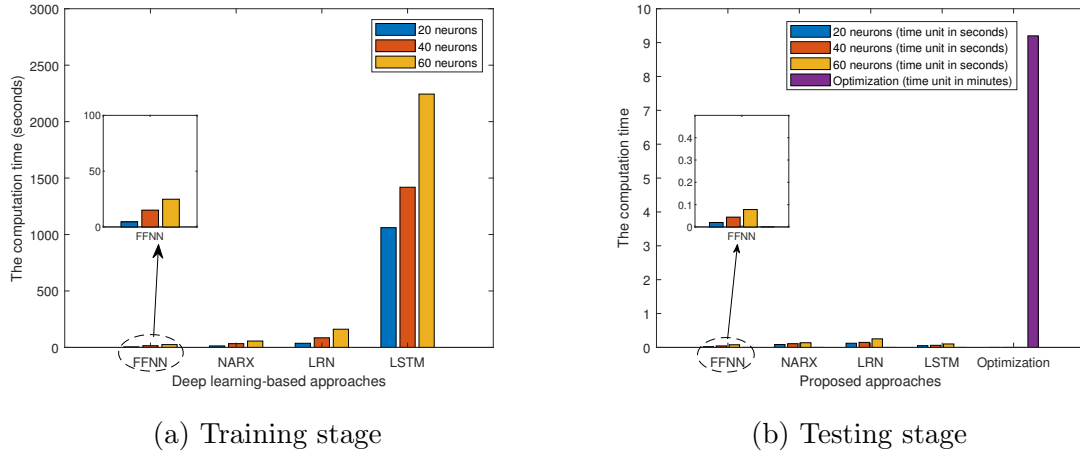 3000
2500
2000
1500
1000
500
0
The computation time (seconds)
20 neurons
40 neurons
60 neurons
100
50
0
FFNN
FFNN
NARX
LRN
LSTM
Deep learning-based approaches
(a) Training stage
10
9
8
7
6
5
4
3
2
1
0
The computation time
20 neurons (time unit in seconds)
40 neurons (time unit in seconds)
60 neurons (time unit in seconds)
Optimization (time unit in minutes)
0.4
0.3
0.2
0.1
0
FFNN
FFNN
NARX
LRN
LSTM
Optimization
Proposed approaches
(b) Testing stage